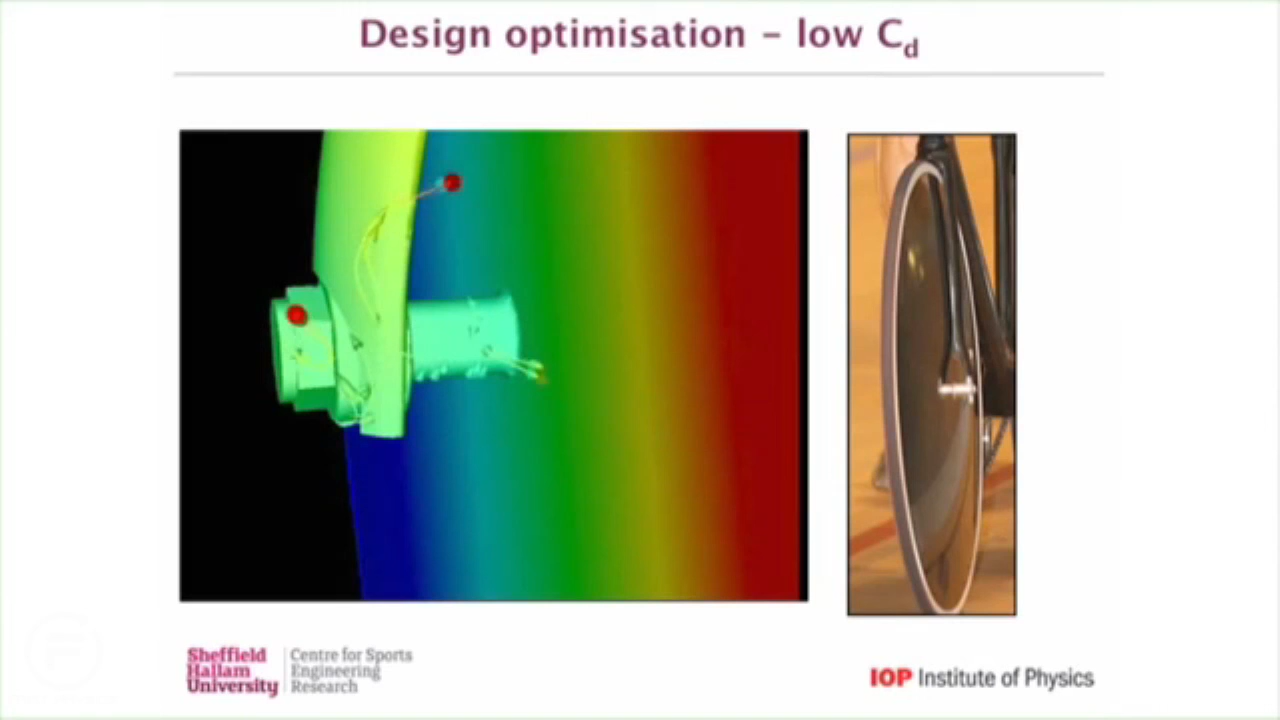 Design optimisation – low Cd
Sheffield
Hallam
University
Centre for Sports
Engineering
Research
IOP Institute of Physics